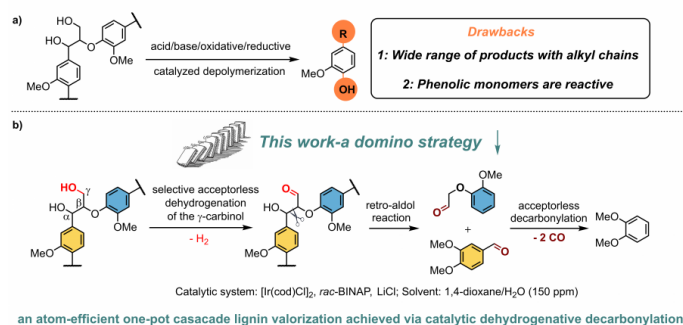 a)
HO
HO
O
OMe
MeO
acid/base/oxidative/reductive
catalyzed depolymerization
R
MeO
OH
Drawbacks
1: Wide range of products with alkyl chains
2: Phenolic monomers are reactive
b)
This work-a domino strategy
HO
γ
β
HO
α
O
OMe
MeO
selective acceptorless
dehydrogenation
of the γ-carbinol
- H2
O
HO
O
OMe
MeO
retro-aldol
reaction
OMe
O
O
+
MeO
MeO
O
acceptorless
decarbonylation
- 2 CO
MeO
MeO
Catalytic system: [Ir(cod)Cl]2, rac-BINAP, LiCl; Solvent: 1,4-dioxane/H2O (150 ppm)
an atom-efficient one-pot casacade lignin valorization achieved via catalytic dehydrogenative decarbonylation